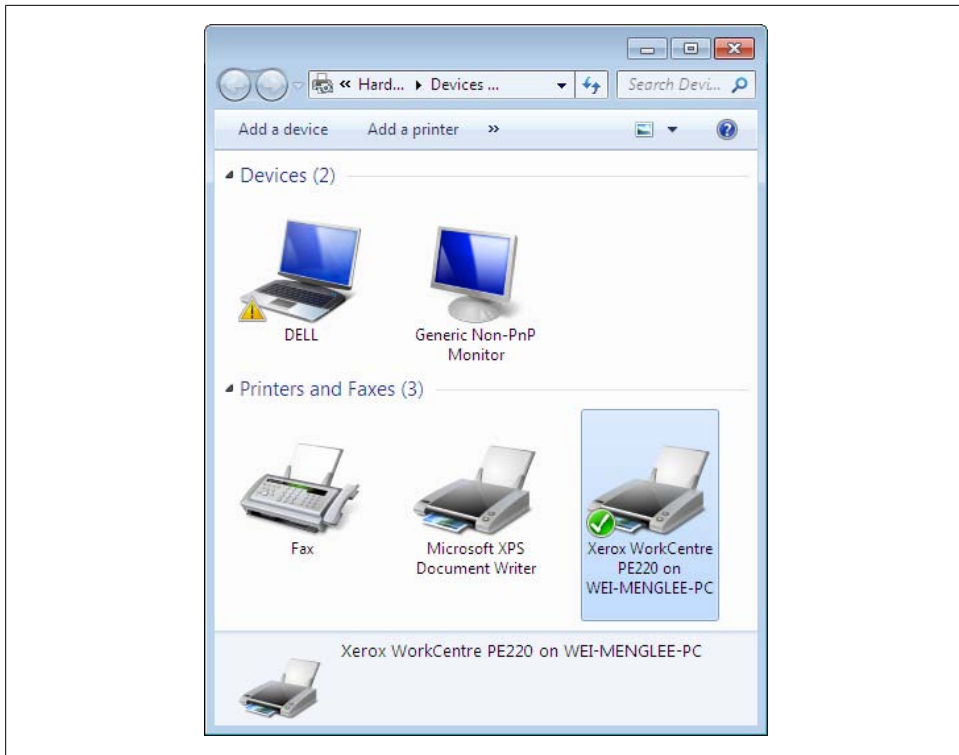 « Hard... ▸ Devices ...
Search Devi...
Add a device Add a printer »
Devices (2)
DELL
Generic Non-PnP
Monitor
Printers and Faxes (3)
Fax
Microsoft XPS
Document Writer
Xerox WorkCentre
PE220 on
WEI-MENGLEE-PC
Xerox WorkCentre PE220 on WEI-MENGLEE-PC